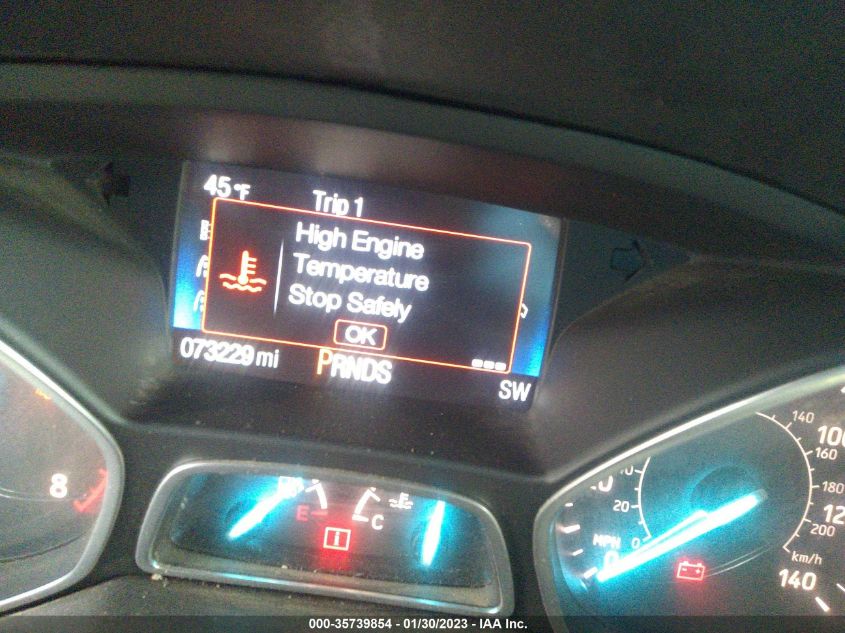 45°F
Trip 1
High Engine
Temperature
Stop Safely
OK
073229 mi
PRNDS
SW
8
E
C
i
MPH
0
20
0
140
160
180
200
km/h
100
140
000-35739854 - 01/30/2023 - IAA Inc.